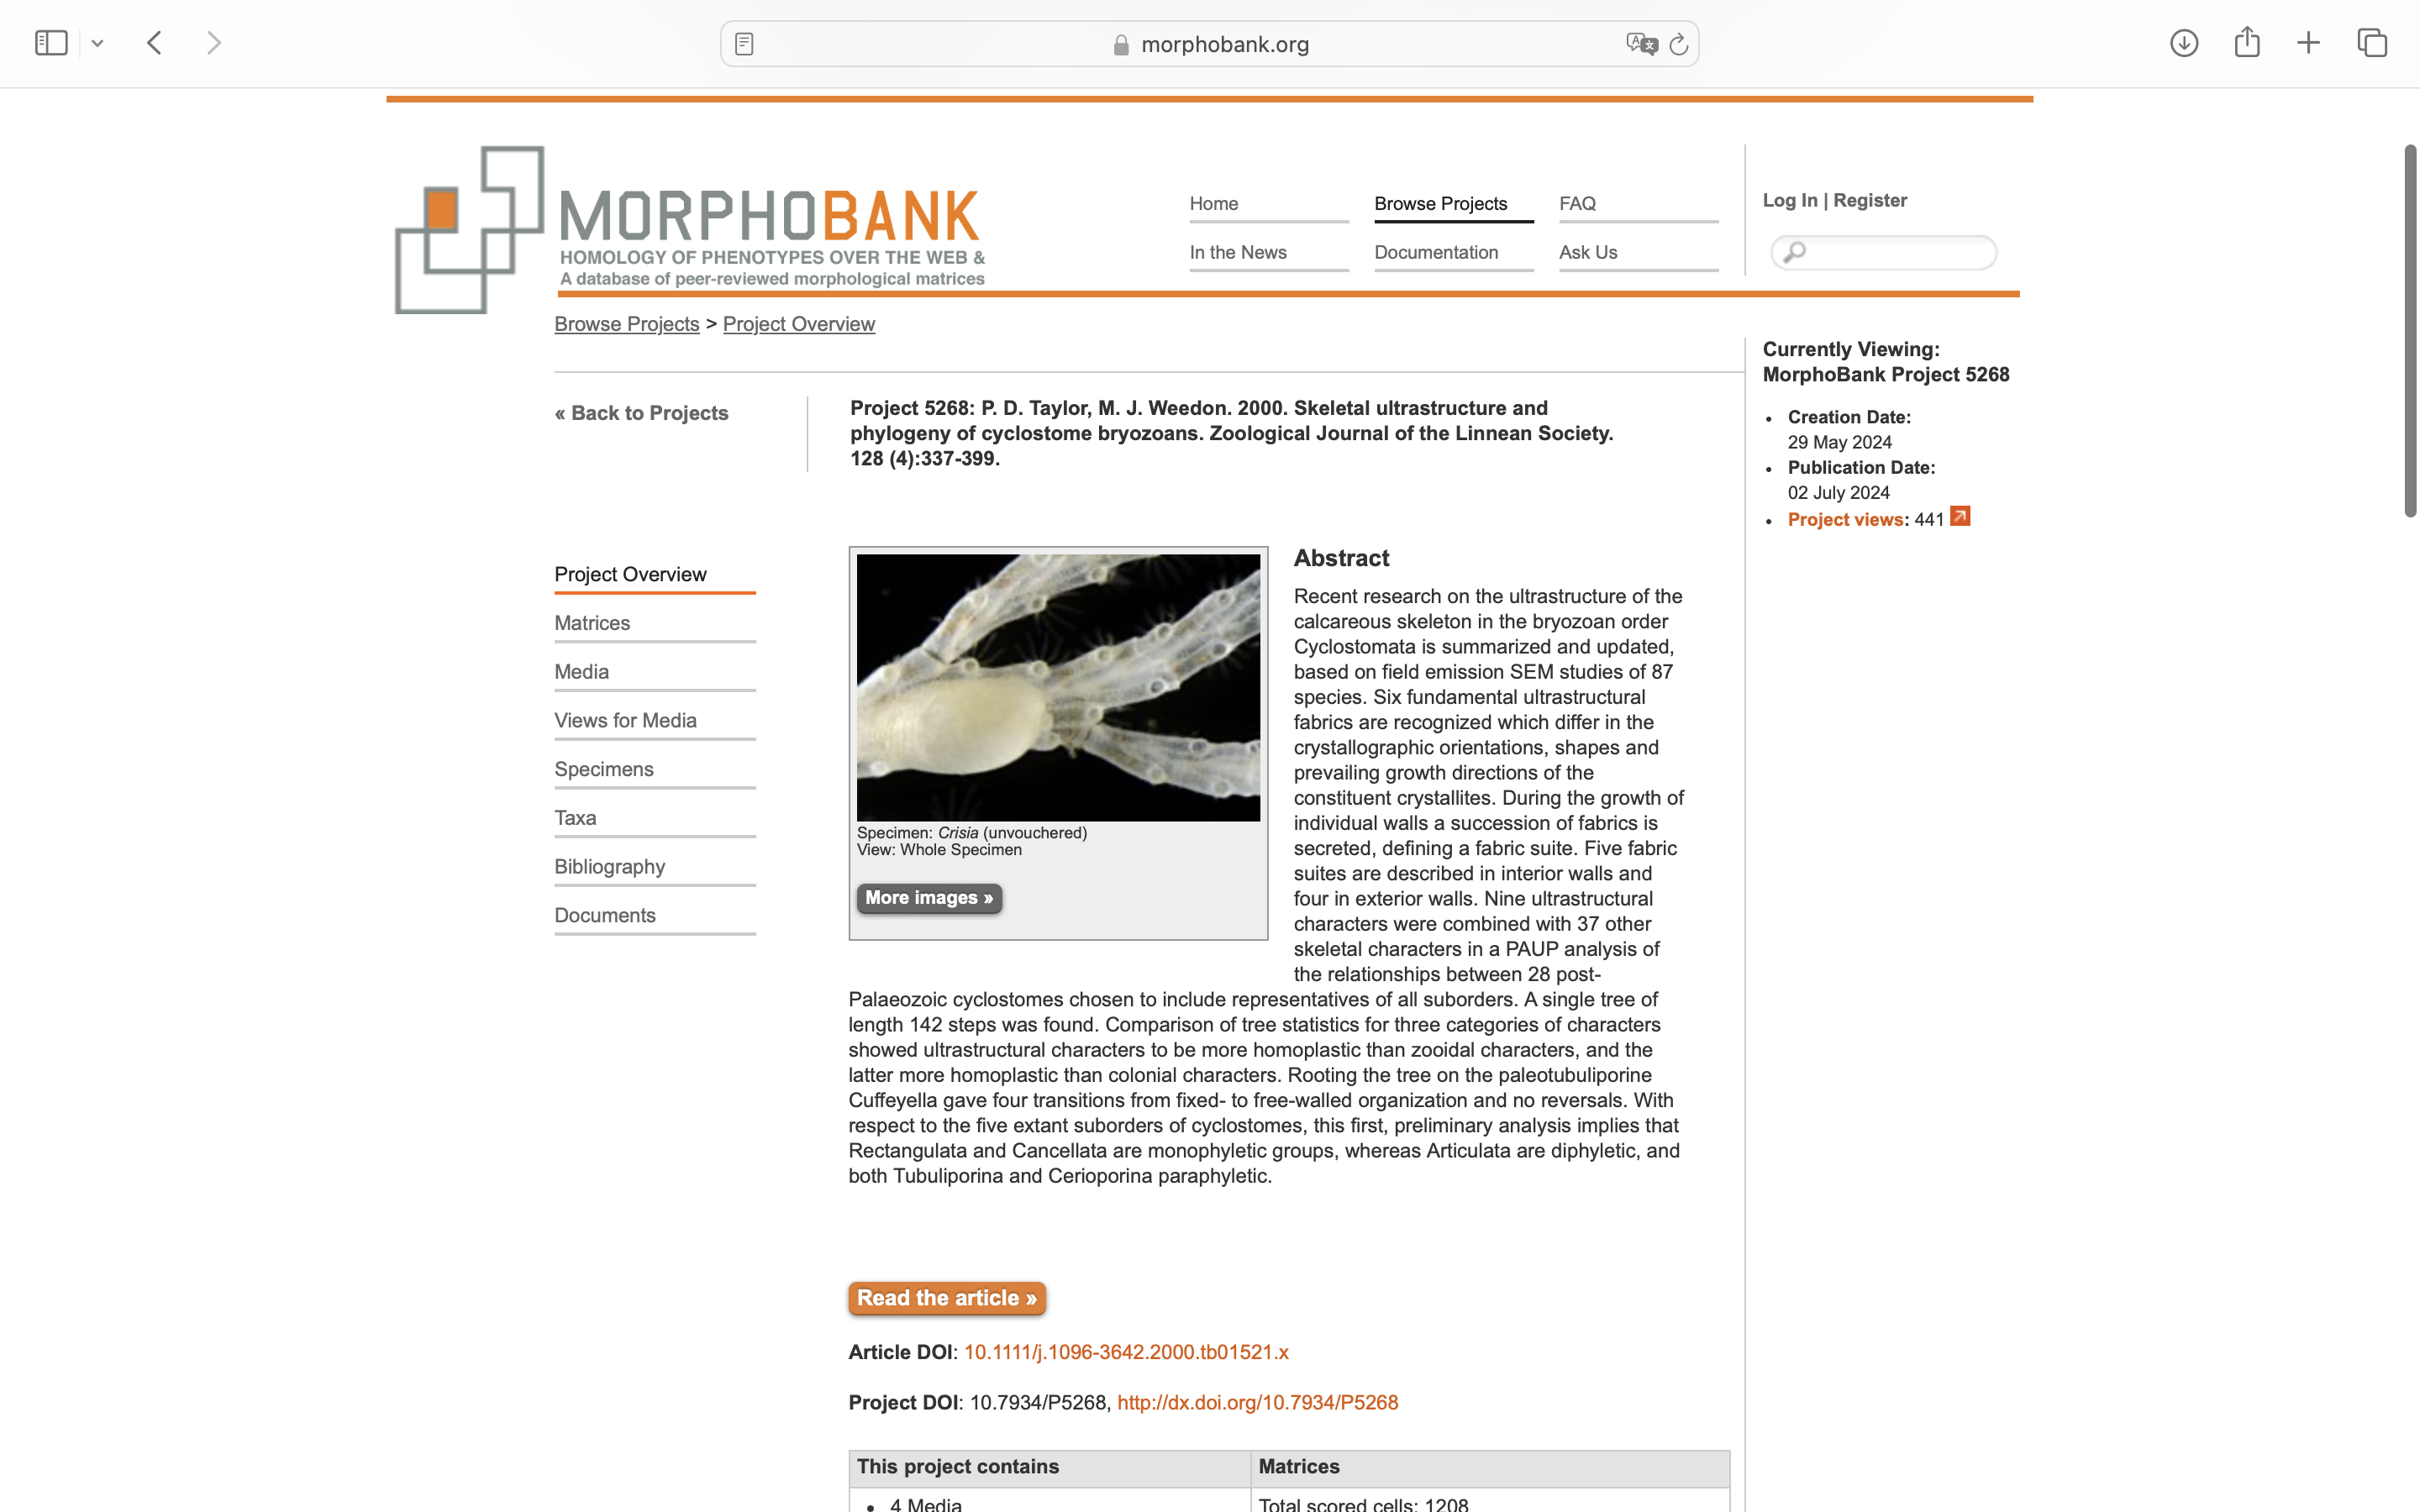 morphobank.org
MORPHOBANK
HOMOLOGY OF PHENOTYPES OVER THE WEB &
A database of peer-reviewed morphological matrices
Home
Browse Projects
FAQ
In the News
Documentation
Ask Us
Log In | Register
Browse Projects > Project Overview
« Back to Projects
Project 5268: P. D. Taylor, M. J. Weedon. 2000. Skeletal ultrastructure and
phylogeny of cyclostome bryozoans. Zoological Journal of the Linnean Society.
128 (4):337-399.
Currently Viewing:
MorphoBank Project 5268
• Creation Date:
29 May 2024
• Publication Date:
02 July 2024
• Project views: 441
Project Overview
Matrices
Media
Views for Media
Specimens
Taxa
Bibliography
Documents
Specimen: Crisia (unvouchered)
View: Whole Specimen
More images »
Abstract
Recent research on the ultrastructure of the
calcareous skeleton in the bryozoan order
Cyclostomata is summarized and updated,
based on field emission SEM studies of 87
species. Six fundamental ultrastructural
fabrics are recognized which differ in the
crystallographic orientations, shapes and
prevailing growth directions of the
constituent crystallites. During the growth of
individual walls a succession of fabrics is
secreted, defining a fabric suite. Five fabric
suites are described in interior walls and
four in exterior walls. Nine ultrastructural
characters were combined with 37 other
skeletal characters in a PAUP analysis of
the relationships between 28 post-
Palaeozoic cyclostomes chosen to include representatives of all suborders. A single tree of
length 142 steps was found. Comparison of tree statistics for three categories of characters
showed ultrastructural characters to be more homoplastic than zooidal characters, and the
latter more homoplastic than colonial characters. Rooting the tree on the paleotubuliporine
Cuffeyella gave four transitions from fixed- to free-walled organization and no reversals. With
respect to the five extant suborders of cyclostomes, this first, preliminary analysis implies that
Rectangulata and Cancellata are monophyletic groups, whereas Articulata are diphyletic, and
both Tubuliporina and Cerioporina paraphyletic.
Read the article »
Article DOI: 10.1111/j.1096-3642.2000.tb01521.x
Project DOI: 10.7934/P5268, http://dx.doi.org/10.7934/P5268
This project contains
Matrices
• 4 Media
Total scored cells: 1208